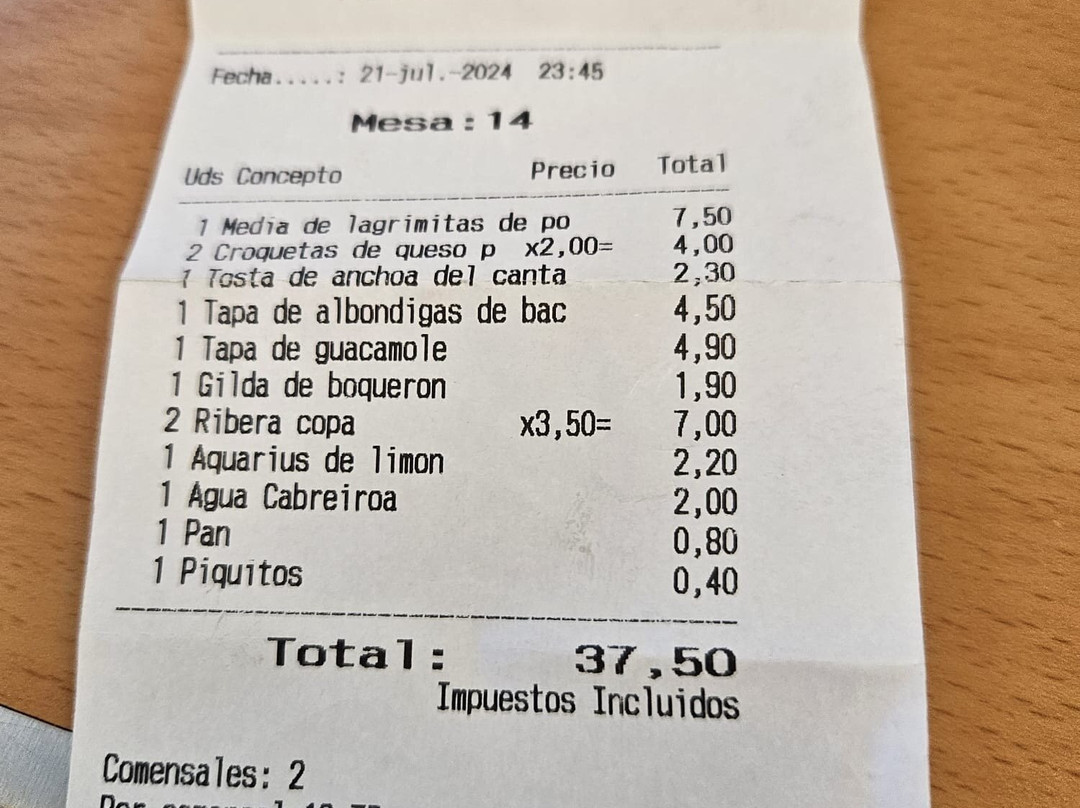 Fecha.....: 21-jul.-2024 23:45
Mesa:14
Uds Concepto Precio Total
1 Media de lagrimitas de po 7,50
2 Croquetas de queso p x2,00= 4,00
1 Tosta de anchoa del canta 2,30
1 Tapa de albondigas de bac 4,50
1 Tapa de guacamole 4,90
1 Gilda de boqueron 1,90
2 Ribera copa x3,50= 7,00
1 Aquarius de limon 2,20
1 Agua Cabreiroa 2,00
1 Pan 0,80
1 Piquitos 0,40
Total: 37,50
Impuestos Incluidos
Comensales: 2